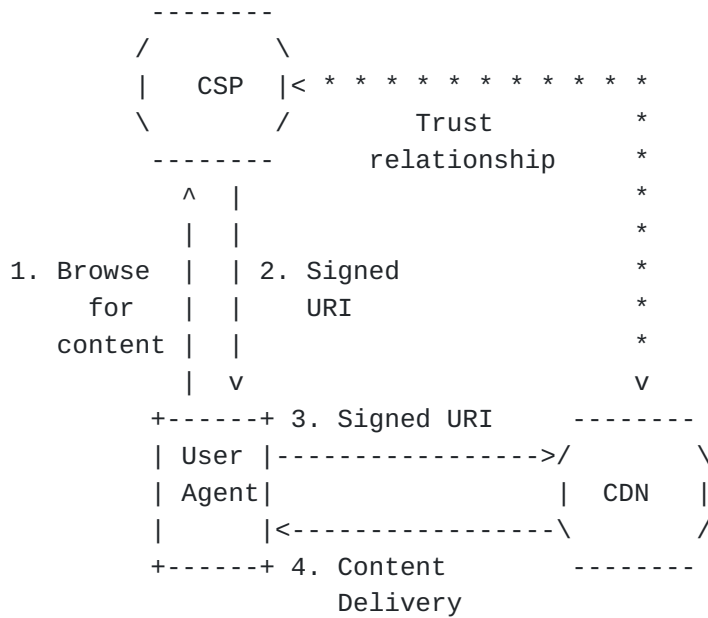 CSP
Trust
relationship
1. Browse
for
content
2. Signed
URI
3. Signed URI
User
Agent
CDN
4. Content
Delivery